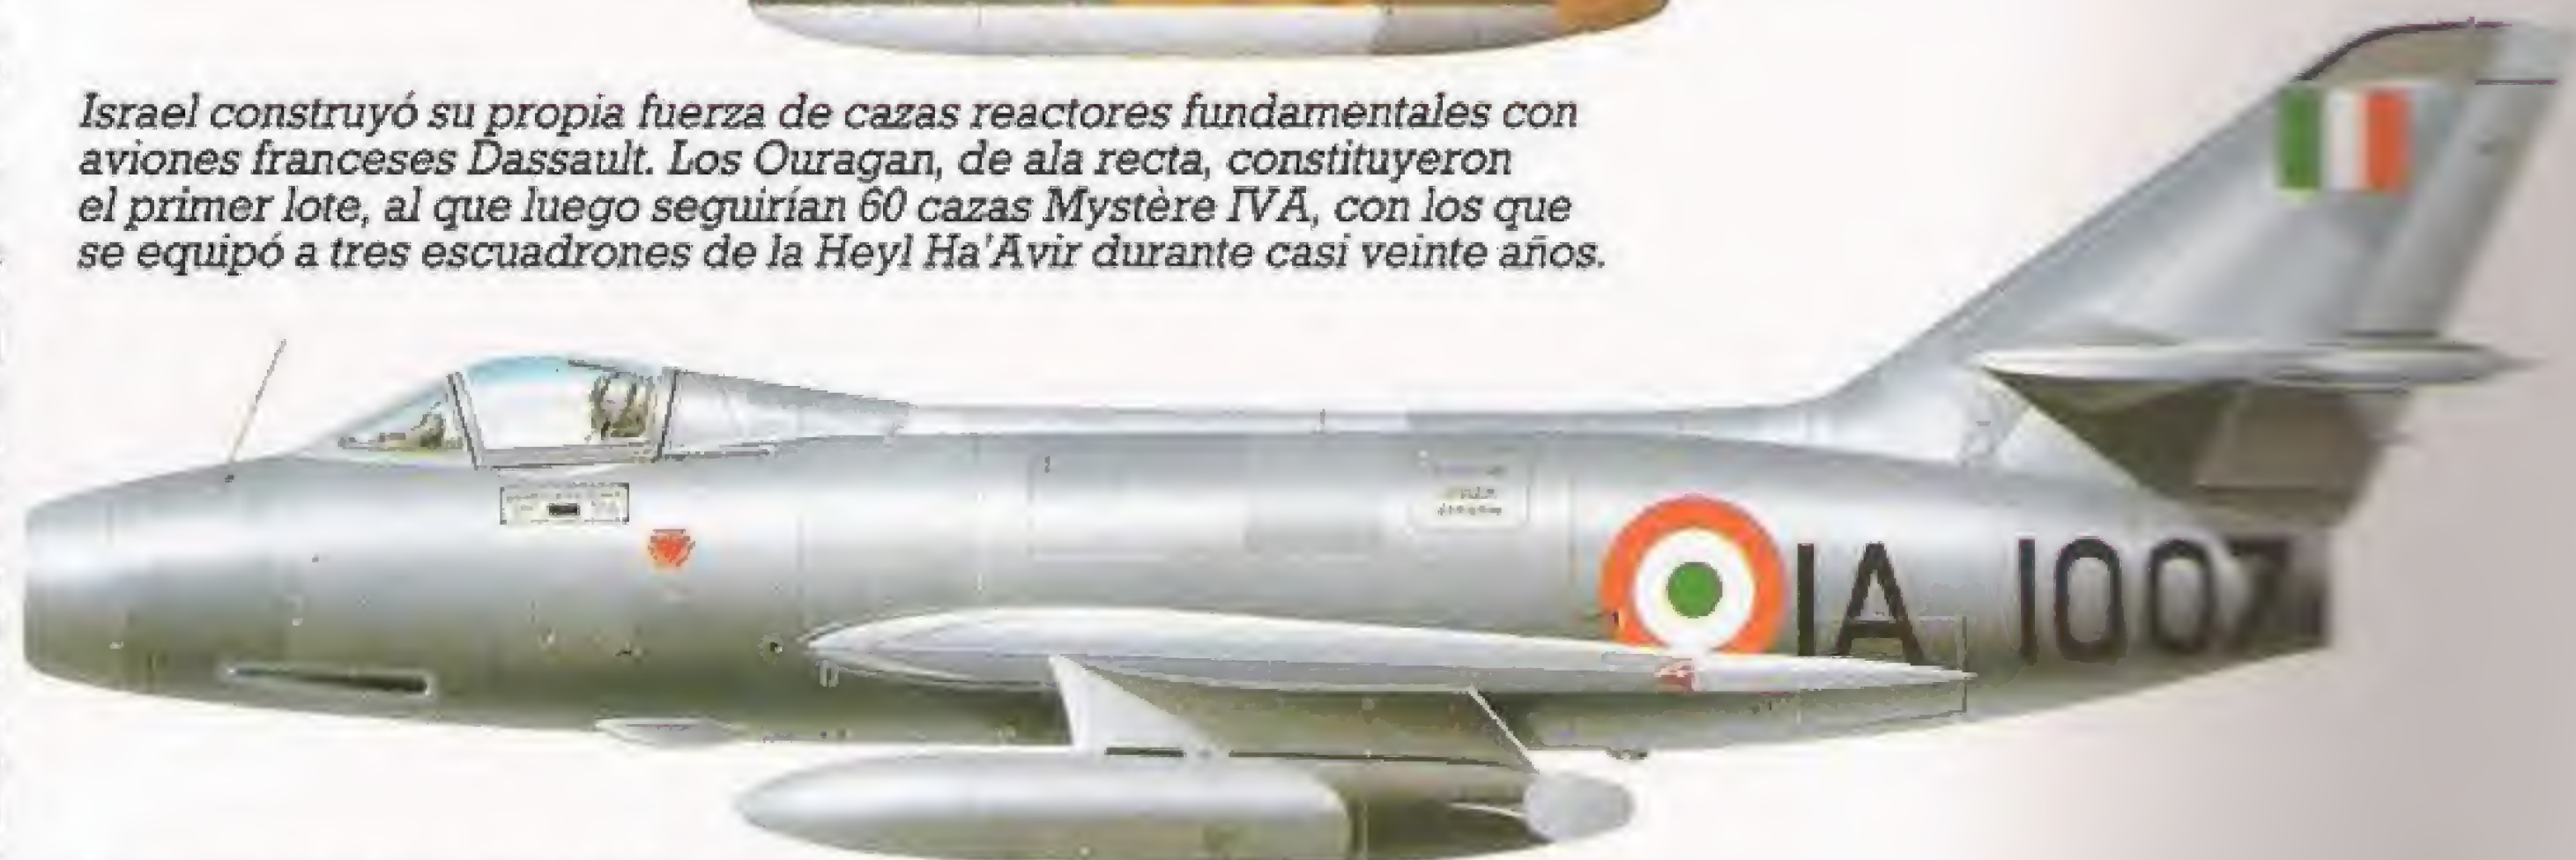 Israel construyó su propia fuerza de cazas reactores fundamentales con
aviones franceses Dassault. Los Ouragan, de ala recta, constituyeron
el primer lote, al que luego seguirían 60 cazas Mystère IVA, con los que
se equipó a tres escuadrones de la Heyl Ha'Avir durante casi veinte años.
IA 1007